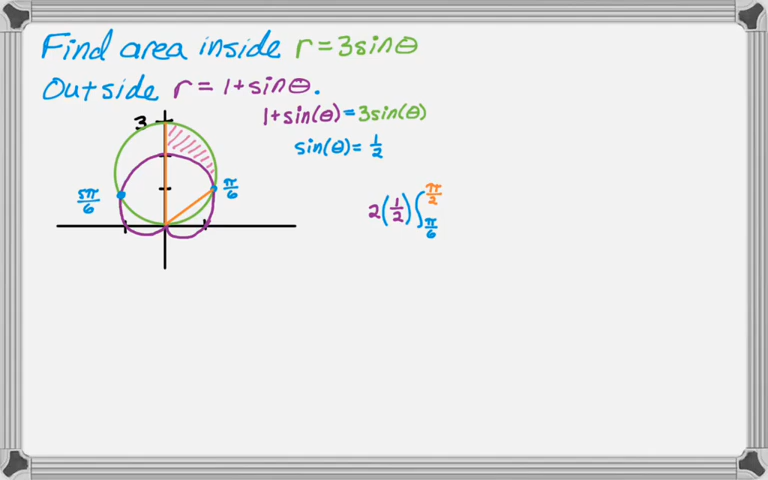 Find area inside r = 3sinθ
Outside r = 1 + sinθ.
1+sin(θ) = 3sin(θ)
sin(θ) = 1/2
3
5π/6
π/6
2(1/2) ∫ π/2 π/6